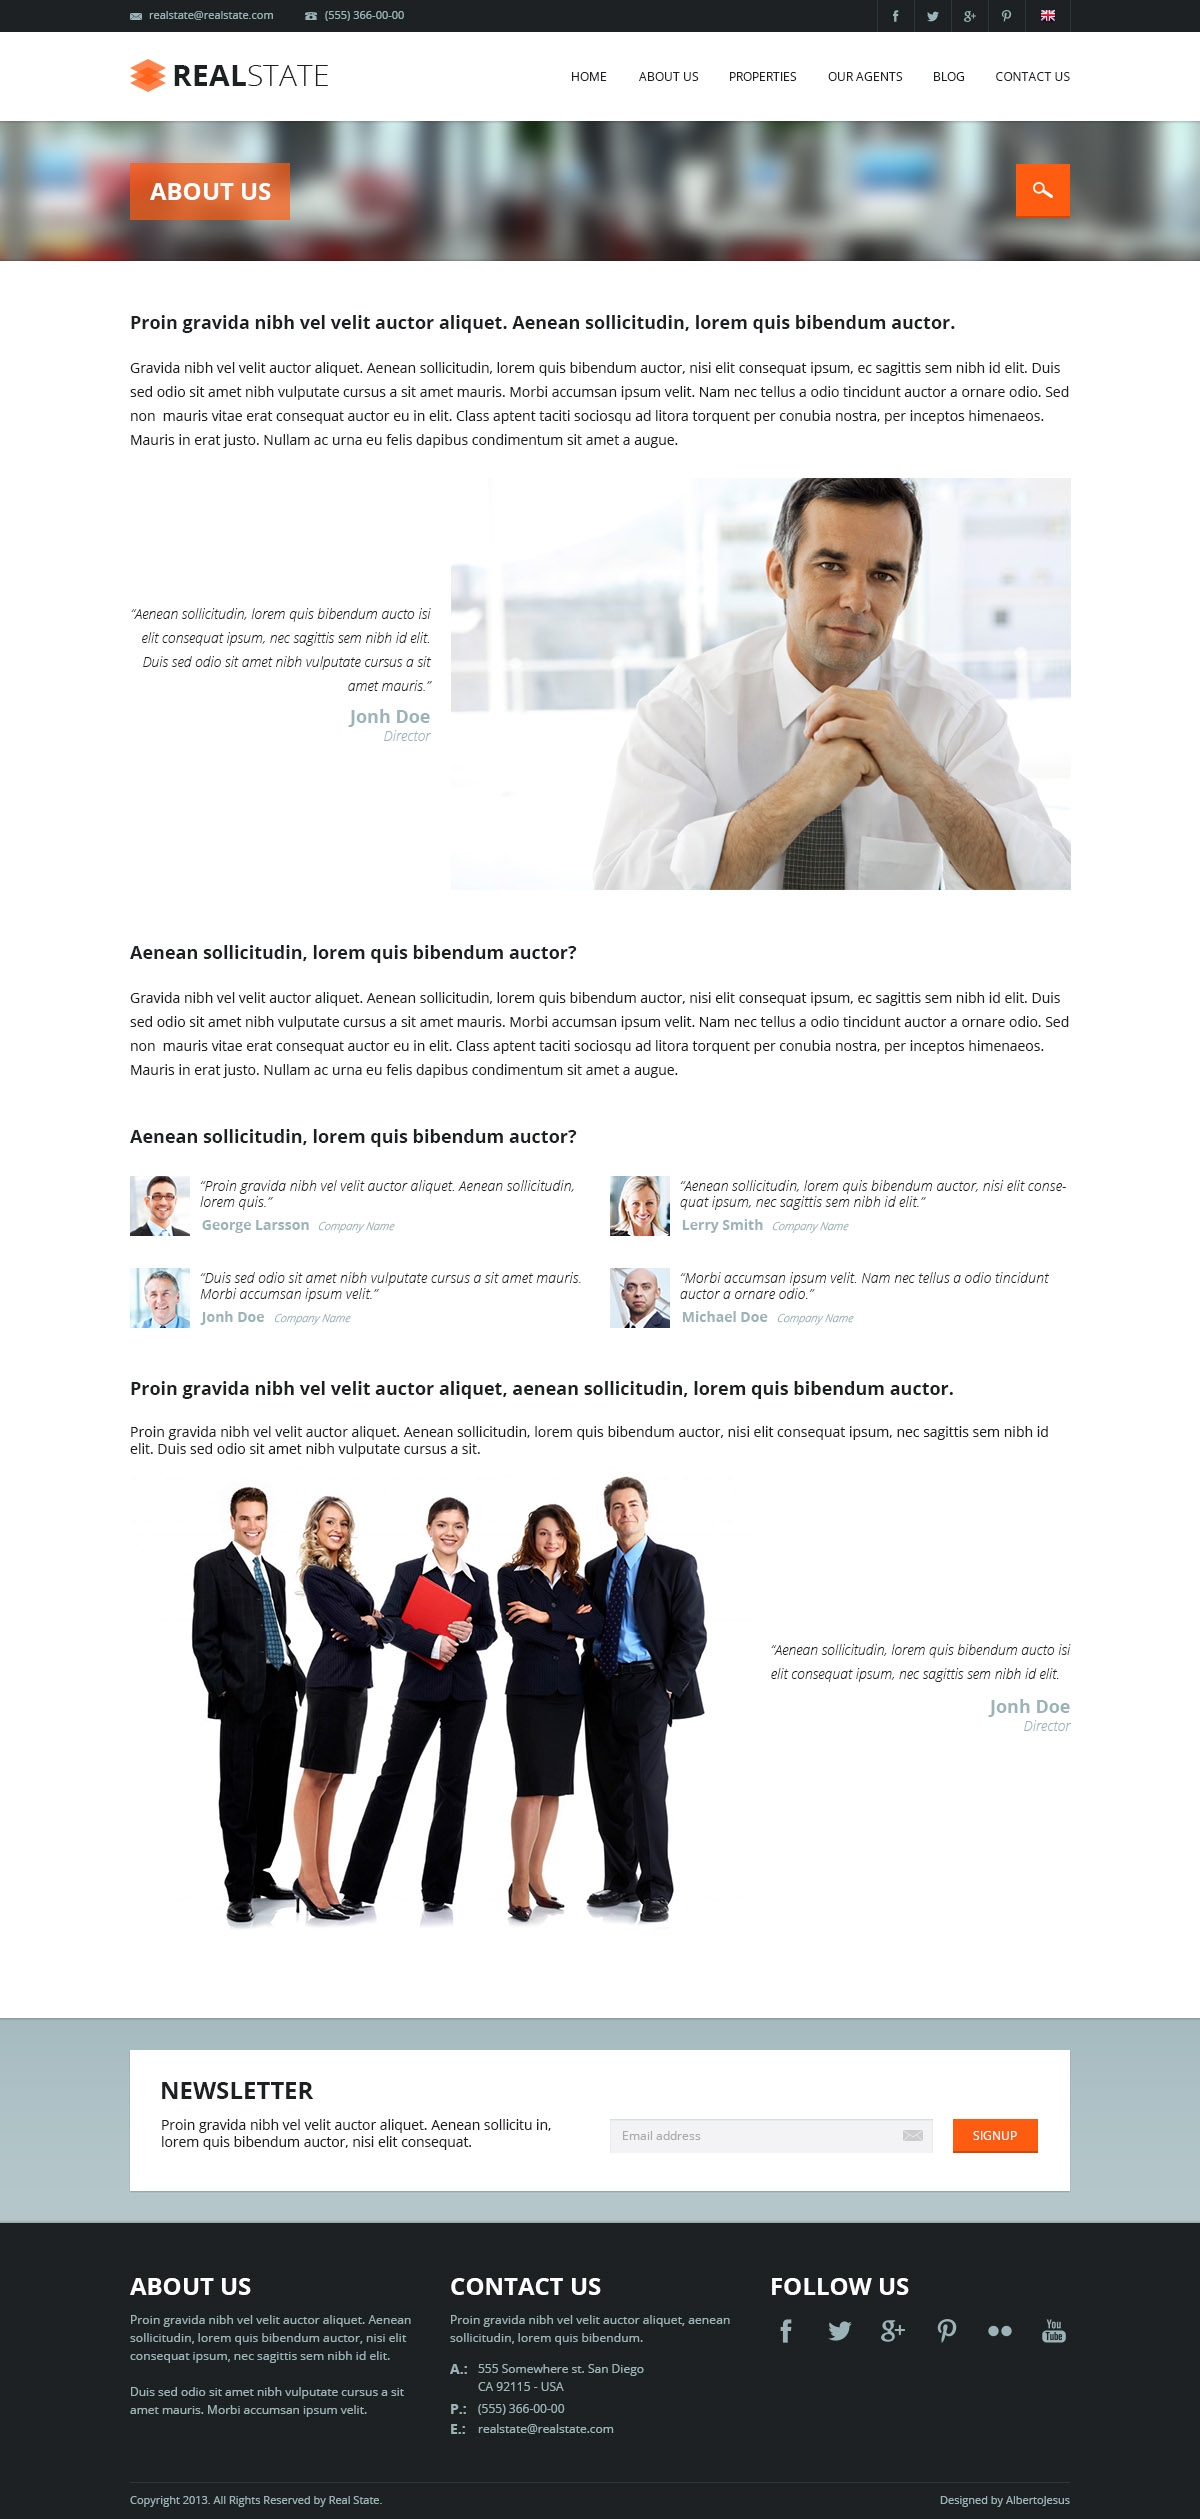 realstate@realstate.com (555) 366-00-00
REALSTATE
HOME ABOUT US PROPERTIES OUR AGENTS BLOG CONTACT US
ABOUT US
Proin gravida nibh vel velit auctor aliquet. Aenean sollicitudin, lorem quis bibendum auctor.
Gravida nibh vel velit auctor aliquet. Aenean sollicitudin, lorem quis bibendum auctor, nisi elit consequat ipsum, ec sagittis sem nibh id elit. Duis
sed odio sit amet nibh vulputate cursus a sit amet mauris. Morbi accumsan ipsum velit. Nam nec tellus a odio tincidunt auctor a ornare odio. Sed
non mauris vitae erat consequat auctor eu in elit. Class aptent taciti sociosqu ad litora torquent per conubia nostra, per inceptos himenaeos.
Mauris in erat justo. Nullam ac urna eu felis dapibus condimentum sit amet a augue.
“Aenean sollicitudin, lorem quis bibendum aucto isi
elit consequat ipsum, nec sagittis sem nibh id elit.
Duis sed odio sit amet nibh vulputate cursus a sit
amet mauris.”
Jonh Doe
Director
Aenean sollicitudin, lorem quis bibendum auctor?
Gravida nibh vel velit auctor aliquet. Aenean sollicitudin, lorem quis bibendum auctor, nisi elit consequat ipsum, ec sagittis sem nibh id elit. Duis
sed odio sit amet nibh vulputate cursus a sit amet mauris. Morbi accumsan ipsum velit. Nam nec tellus a odio tincidunt auctor a ornare odio. Sed
non mauris vitae erat consequat auctor eu in elit. Class aptent taciti sociosqu ad litora torquent per conubia nostra, per inceptos himenaeos.
Mauris in erat justo. Nullam ac urna eu felis dapibus condimentum sit amet a augue.
Aenean sollicitudin, lorem quis bibendum auctor?
“Proin gravida nibh vel velit auctor aliquet. Aenean sollicitudin,
lorem quis.”
George Larsson Company Name
“Aenean sollicitudin, lorem quis bibendum auctor, nisi elit conse-
quat ipsum, nec sagittis sem nibh id elit.”
Lerry Smith Company Name
“Duis sed odio sit amet nibh vulputate cursus a sit amet mauris.
Morbi accumsan ipsum velit.”
Jonh Doe Company Name
“Morbi accumsan ipsum velit. Nam nec tellus a odio tincidunt
auctor a ornare odio.”
Michael Doe Company Name
Proin gravida nibh vel velit auctor aliquet, aenean sollicitudin, lorem quis bibendum auctor.
Proin gravida nibh vel velit auctor aliquet. Aenean sollicitudin, lorem quis bibendum auctor, nisi elit consequat ipsum, nec sagittis sem nibh id
elit. Duis sed odio sit amet nibh vulputate cursus a sit.
“Aenean sollicitudin, lorem quis bibendum aucto isi
elit consequat ipsum, nec sagittis sem nibh id elit.
Jonh Doe
Director
NEWSLETTER
Proin gravida nibh vel velit auctor aliquet. Aenean sollicitu in,
lorem quis bibendum auctor, nisi elit consequat.
Email address
SIGNUP
ABOUT US
Proin gravida nibh vel velit auctor aliquet. Aenean
sollicitudin, lorem quis bibendum auctor, nisi elit
consequat ipsum, nec sagittis sem nibh id elit.
Duis sed odio sit amet nibh vulputate cursus a sit
amet mauris. Morbi accumsan ipsum velit.
CONTACT US
Proin gravida nibh vel velit auctor aliquet, aenean
sollicitudin, lorem quis bibendum.
A.: 555 Somewhere st. San Diego
CA 92115 - USA
P.: (555) 366-00-00
E.: realstate@realstate.com
FOLLOW US
You
Tube
Copyright 2013. All Rights Reserved by Real State.
Designed by AlbertoJesus